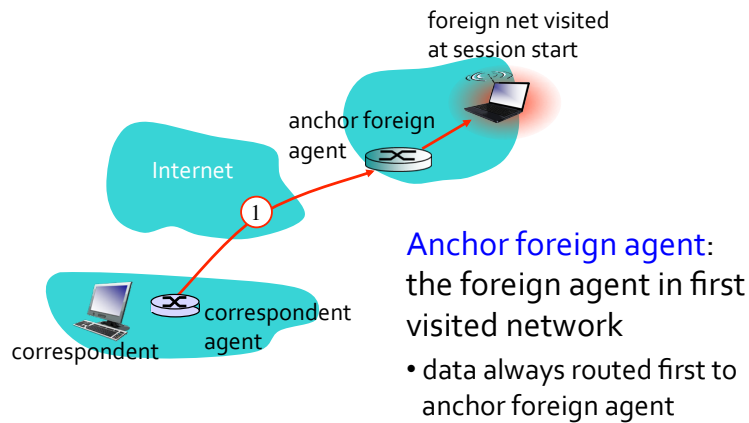 foreign net visited
at session start
anchor foreign
agent
Internet
1
correspondent
agent
correspondent
Anchor foreign agent:
the foreign agent in first
visited network
• data always routed first to
anchor foreign agent